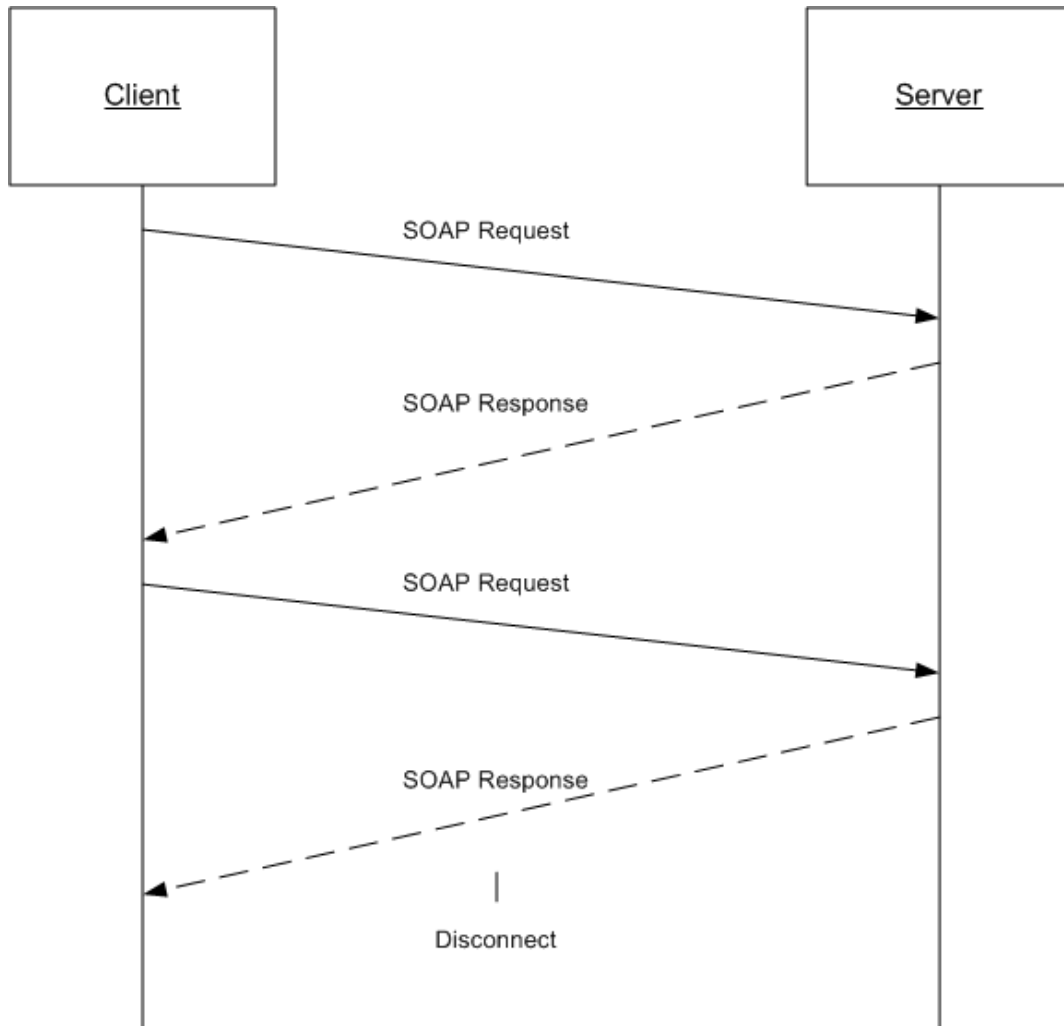 Client
Server
SOAP Request
SOAP Response
SOAP Request
SOAP Response
Disconnect